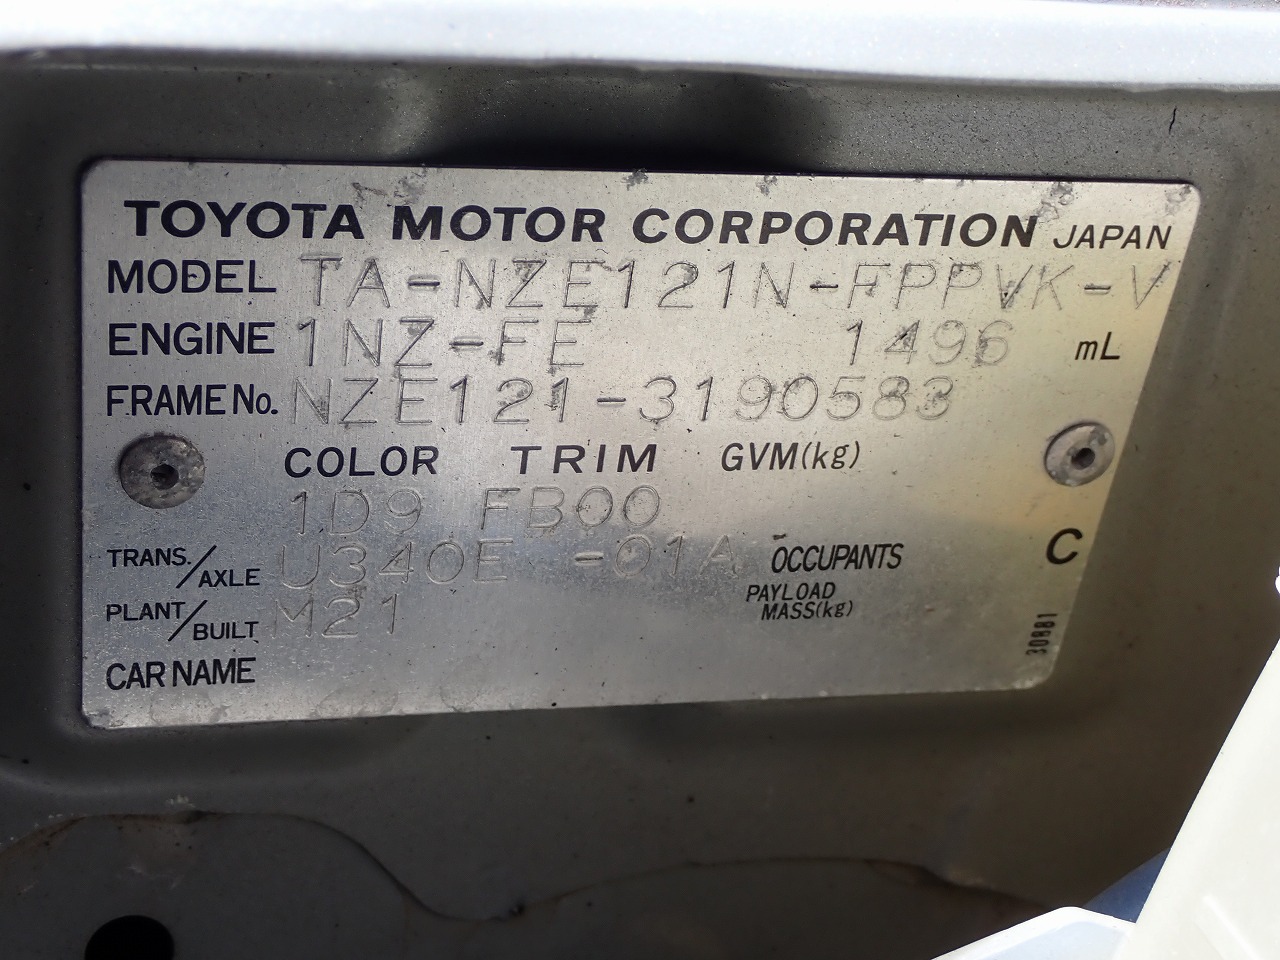 TOYOTA MOTOR CORPORATION JAPAN
MODEL TA-NZE121N-FPPVK-V
ENGINE 1NZ-FE 1496 mL
FRAME No. NZE121-3190583
COLOR TRIM GVM(kg)
1D9 FB00
TRANS./AXLE U340E -01A OCCUPANTS C
PLANT/BUILT M21 PAYLOAD MASS(kg)
CAR NAME
30881